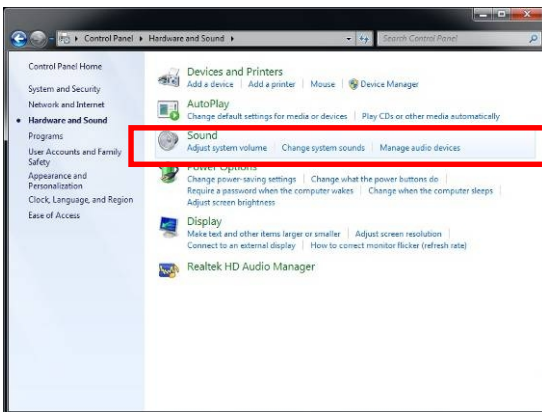 Control Panel ▸ Hardware and Sound ▸
Search Control Panel
Control Panel Home
System and Security
Network and Internet
Hardware and Sound
Programs
User Accounts and Family
Safety
Appearance and
Personalization
Clock, Language, and Region
Ease of Access
Devices and Printers
Add a device | Add a printer | Mouse | Device Manager
AutoPlay
Change default settings for media or devices | Play CDs or other media automatically
Sound
Adjust system volume | Change system sounds | Manage audio devices
Power Options
Change power-saving settings | Change what the power buttons do |
Require a password when the computer wakes | Change when the computer sleeps |
Adjust screen brightness
Display
Make text and other items larger or smaller | Adjust screen resolution |
Connect to an external display | How to correct monitor flicker (refresh rate)
Realtek HD Audio Manager